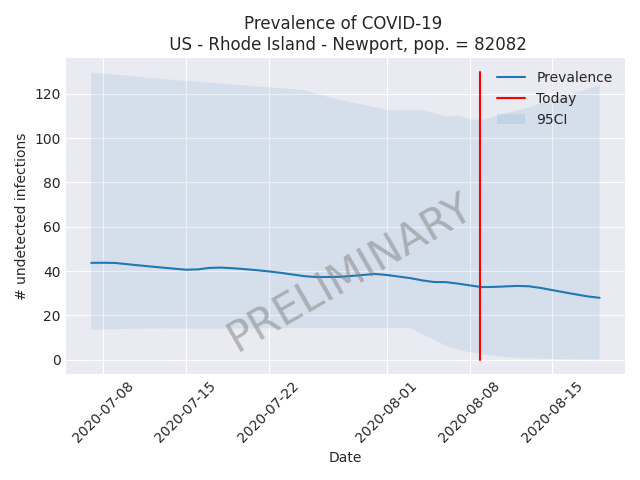 Prevalence of COVID-19
US - Rhode Island - Newport, pop. = 82082
Prevalence
Today
95CI
# undetected infections
120
100
80
60
40
20
0
PRELIMINARY
2020-07-08
2020-07-15
2020-07-22
2020-08-01
2020-08-08
2020-08-15
Date